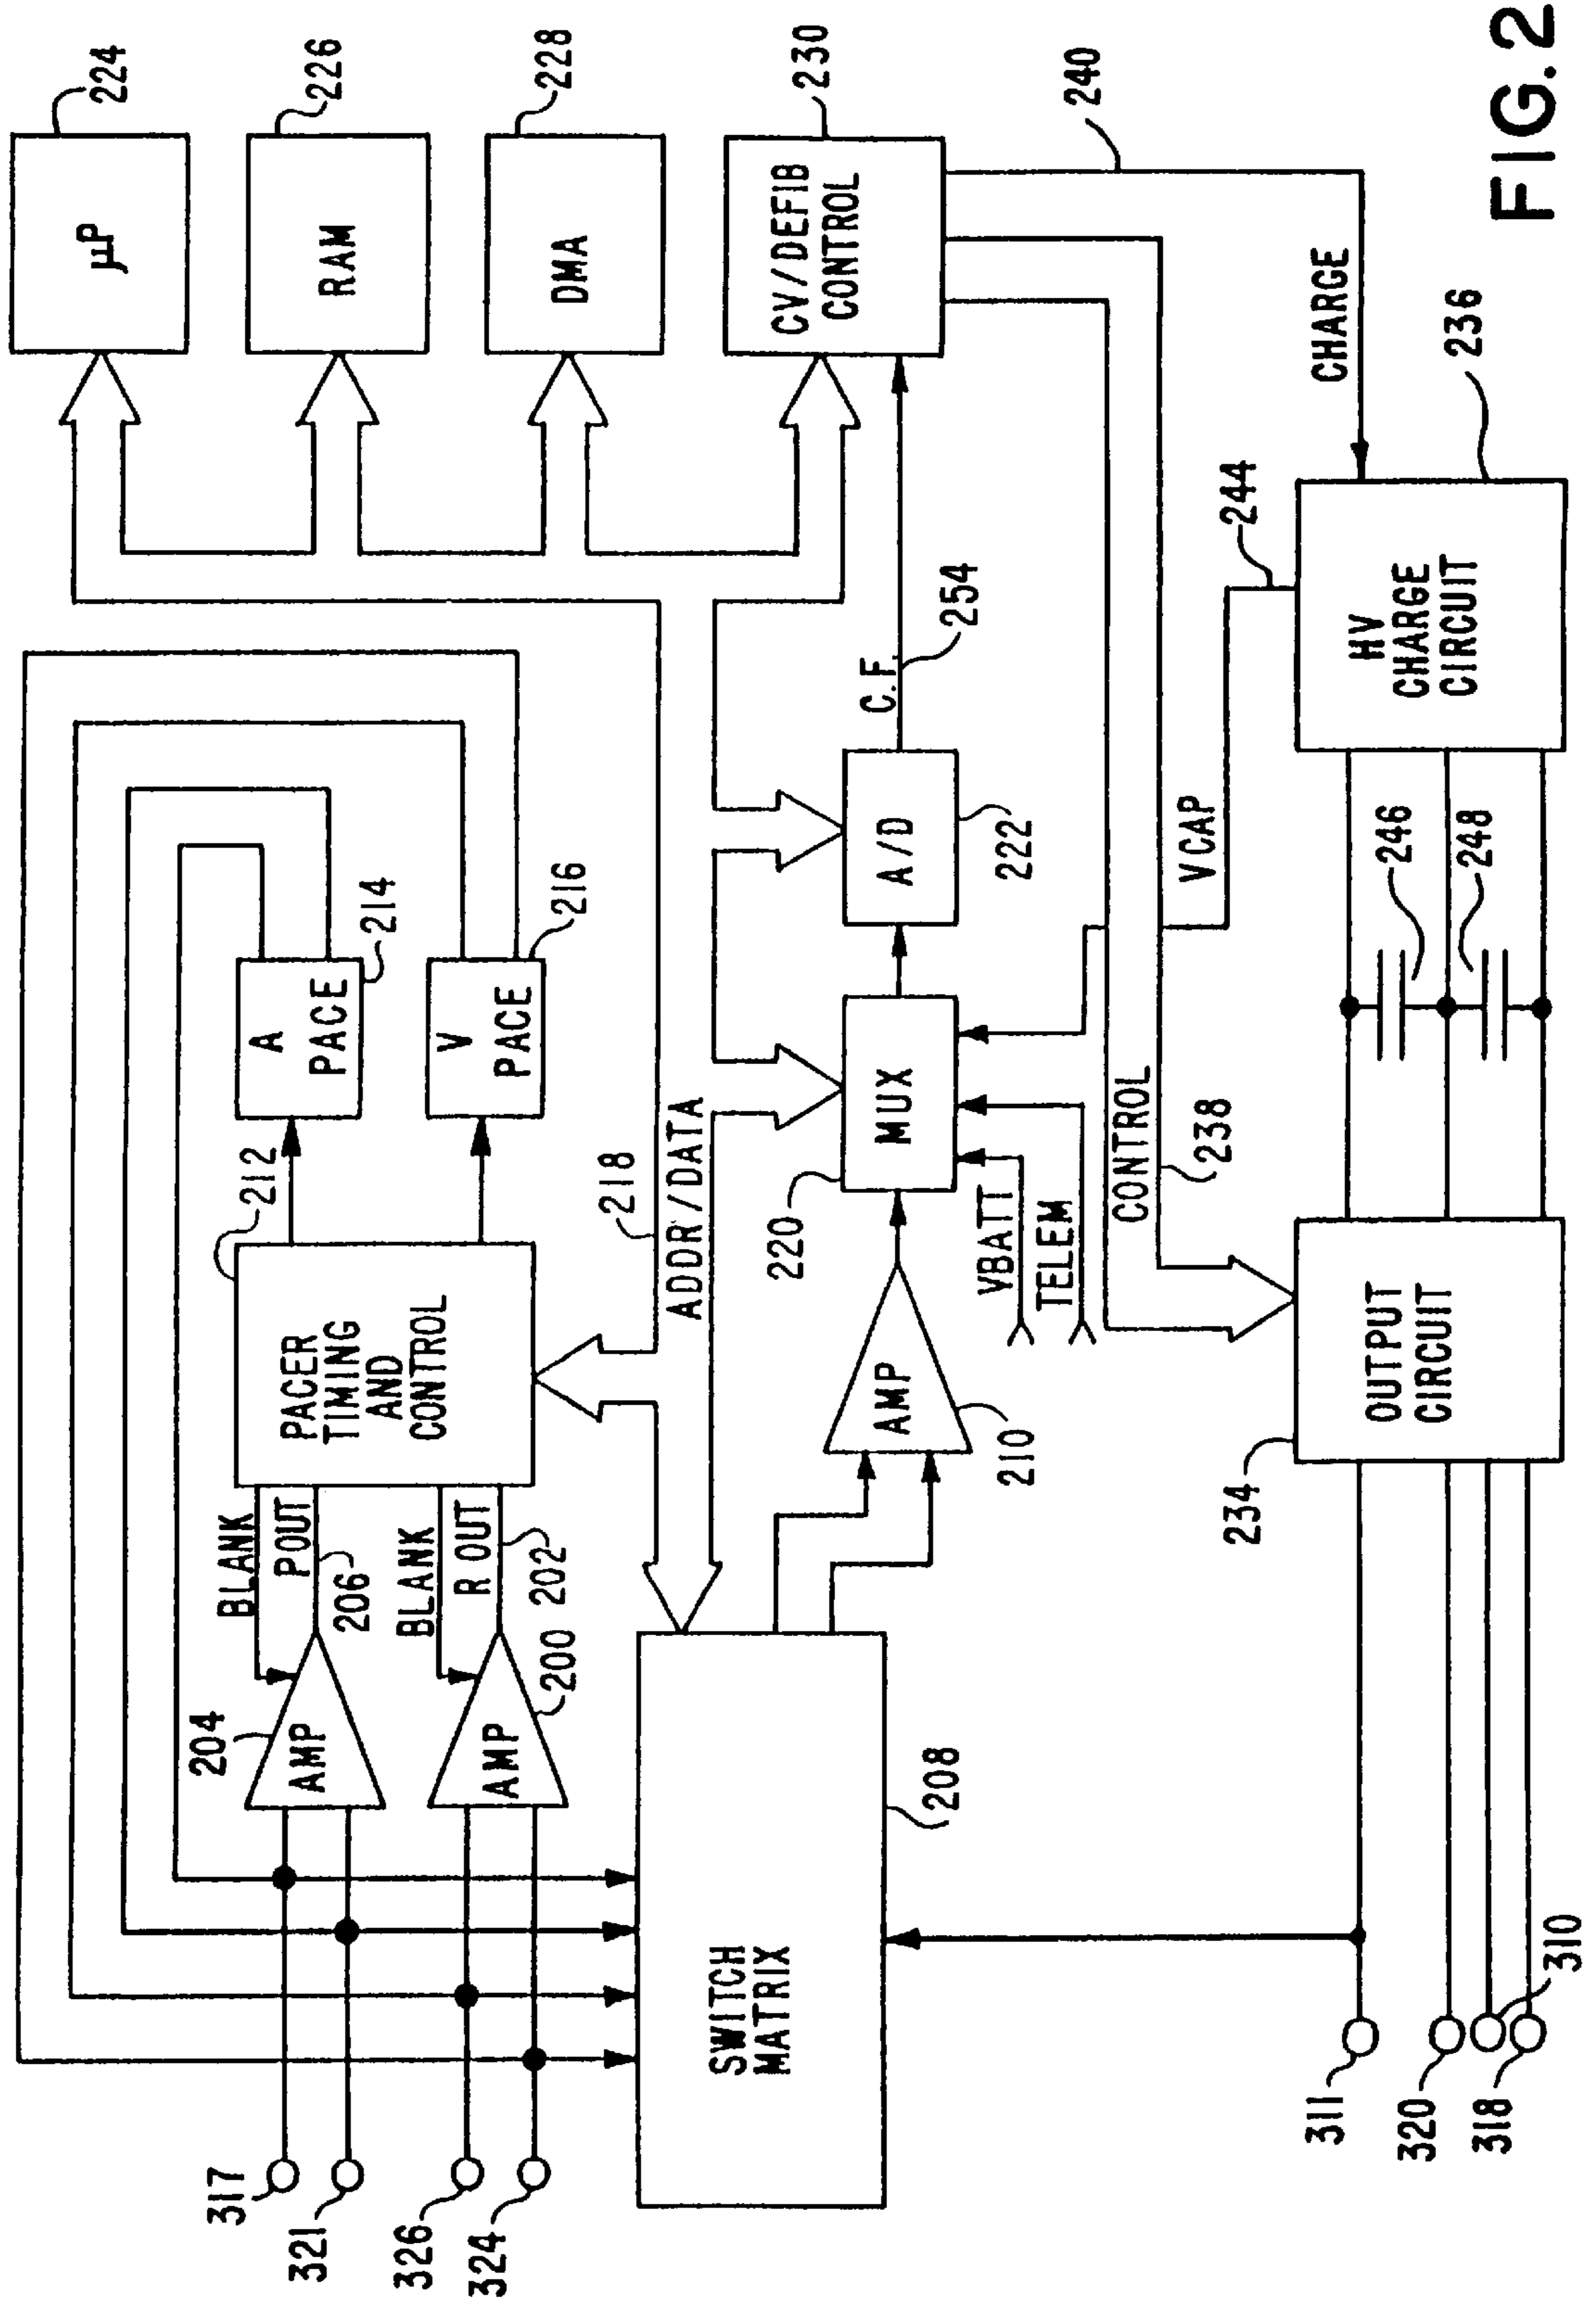 317
321
326
324
204
AMP
BLANK
POUT
206
AMP
200
BLANK
R OUT
202
PACER
TIMING
AND
CONTROL
212
A
PACE
214
V
PACE
216
218
ADDR/DATA
μP
224
RAM
226
DMA
228
CV/DEFIB
CONTROL
230
SWITCH
MATRIX
208
AMP
210
MUX
220
VBATT
TELEM
A/D
222
C.F.
254
CONTROL
238
VCAP
244
240
CHARGE
311
320
318
310
OUTPUT
CIRCUIT
234
246
248
HV
CHARGE
CIRCUIT
236
FIG.2